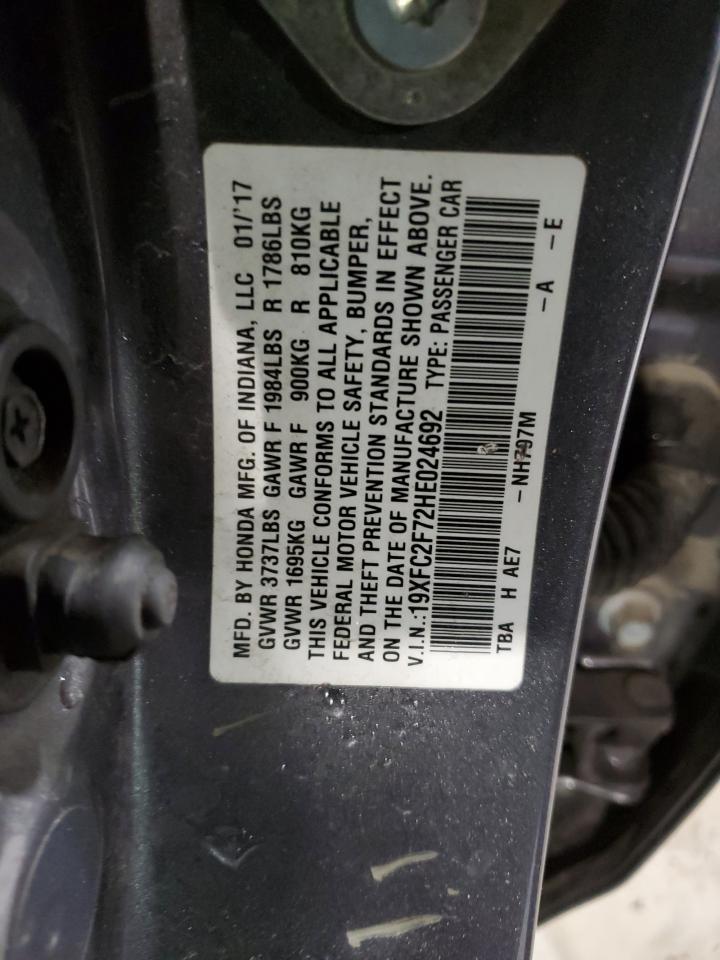 MFD. BY HONDA MFG. OF INDIANA, LLC 01/'17
GVWR 3737LBS GAWR F 1984LBS R 1786LBS
GVWR 1695KG GAWR F 900KG R 810KG
THIS VEHICLE CONFORMS TO ALL APPLICABLE
FEDERAL MOTOR VEHICLE SAFETY, BUMPER,
AND THEFT PREVENTION STANDARDS IN EFFECT
ON THE DATE OF MANUFACTURE SHOWN ABOVE.
V.I.N.:19XFC2F72HE024692 TYPE: PASSENGER CAR
TBA H AE7 -NH797M -A -E